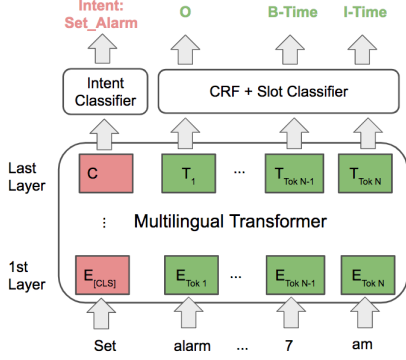 Intent:
Set_Alarm
O
B-Time
I-Time
Intent
Classifier
CRF + Slot Classifier
Last
Layer
C
T1
...
TTok N-1
TTok N
⋮
Multilingual Transformer
1st
Layer
E[CLS]
ETok 1
...
ETok N-1
ETok N
Set
alarm
...
7
am